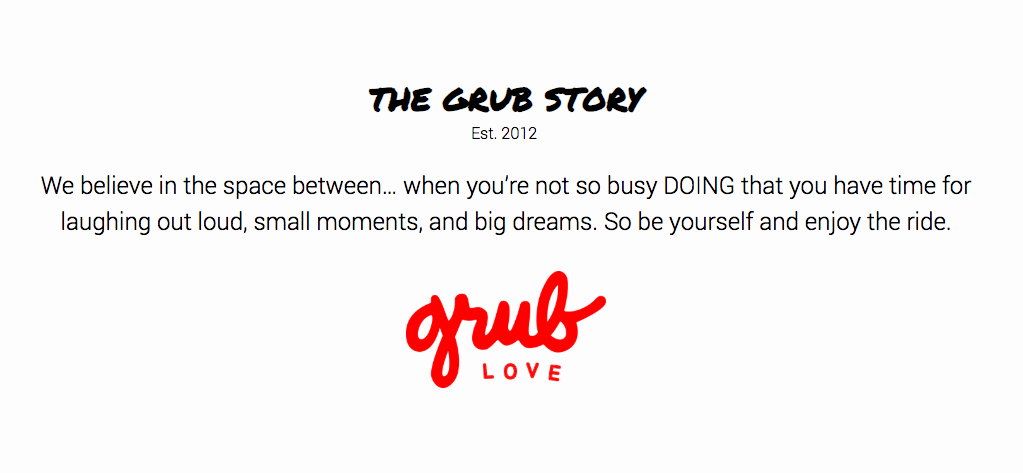 THE GRUB STORY
Est. 2012
We believe in the space between... when you’re not so busy DOING that you have time for
laughing out loud, small moments, and big dreams. So be yourself and enjoy the ride.
grub
LOVE